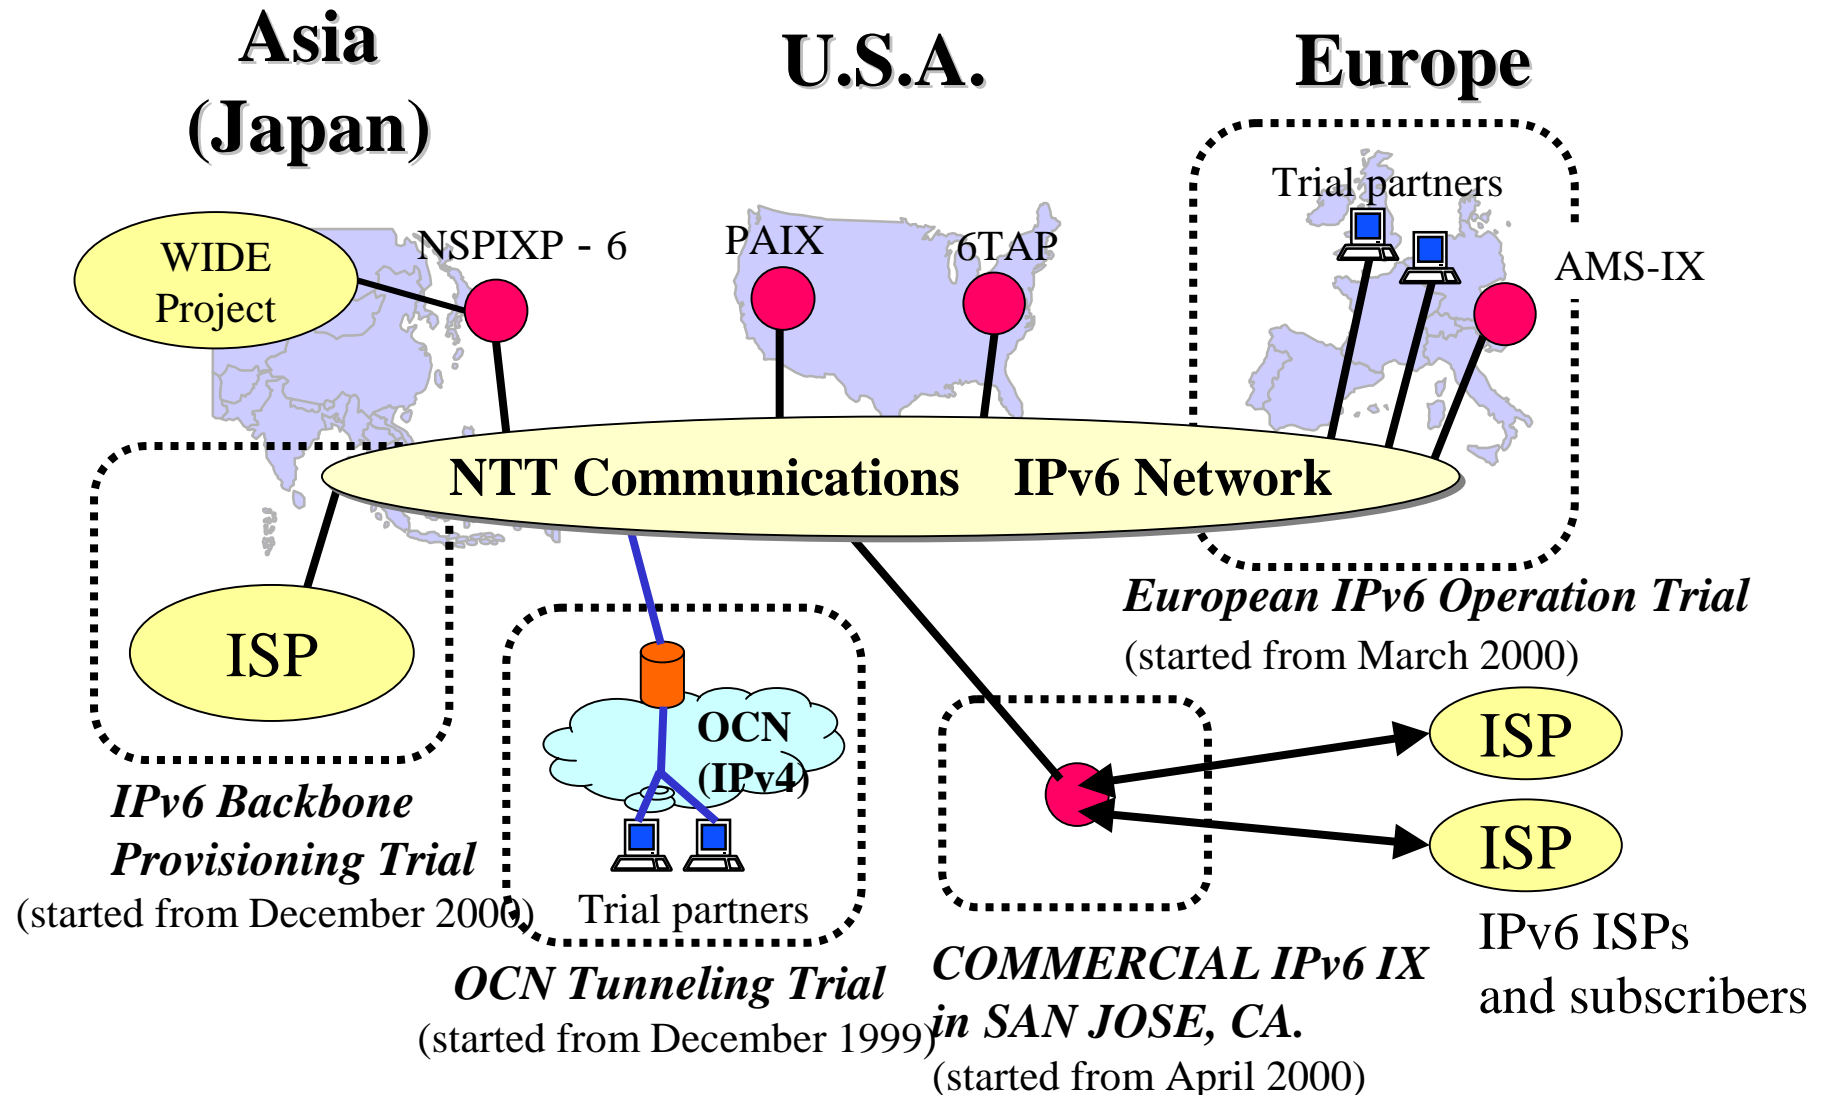 Asia
(Japan)
U.S.A.
Europe
Trial partners
WIDE
Project
NSPIXP - 6
PAIX
6TAP
AMS-IX
NTT Communications IPv6 Network
ISP
IPv6 Backbone
Provisioning Trial
(started from December 2000)
OCN
(IPv4)
Trial partners
OCN Tunneling Trial
(started from December 1999)
European IPv6 Operation Trial
(started from March 2000)
ISP
ISP
IPv6 ISPs
and subscribers
COMMERCIAL IPv6 IX
in SAN JOSE, CA.
(started from April 2000)